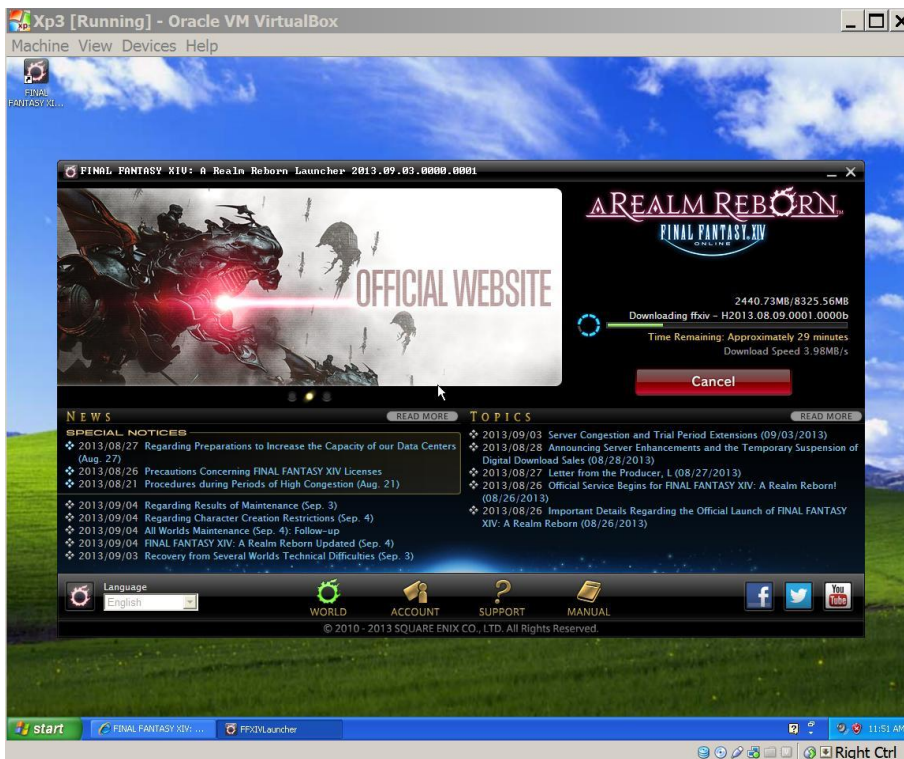 Xp3 [Running] - Oracle VM VirtualBox
Machine View Devices Help
FINAL
FANTASY XI...
FINAL FANTASY XIV: A Realm Reborn Launcher 2013.09.03.0000.0001
OFFICIAL WEBSITE
A REALM REBORN
FINAL FANTASY XIV
ONLINE
2440.73MB/8325.56MB
Downloading ffxiv – H2013.08.09.0001.0000b
Time Remaining: Approximately 29 minutes
Download Speed 3.98MB/s
Cancel
NEWS
READ MORE
SPECIAL NOTICES
2013/08/27 Regarding Preparations to Increase the Capacity of our Data Centers
(Aug. 27)
2013/08/26 Precautions Concerning FINAL FANTASY XIV Licenses
2013/08/21 Procedures during Periods of High Congestion (Aug. 21)
2013/09/04 Regarding Results of Maintenance (Sep. 3)
2013/09/04 Regarding Character Creation Restrictions (Sep. 4)
2013/09/04 All Worlds Maintenance (Sep. 4): Follow-up
2013/09/04 FINAL FANTASY XIV: A Realm Reborn Updated (Sep. 4)
2013/09/03 Recovery from Several Worlds Technical Difficulties (Sep. 3)
TOPICS
READ MORE
2013/09/03 Server Congestion and Trial Period Extensions (09/03/2013)
2013/08/28 Announcing Server Enhancements and the Temporary Suspension of
Digital Download Sales (08/28/2013)
2013/08/27 Letter from the Producer, L (08/27/2013)
2013/08/26 Official Service Begins for FINAL FANTASY XIV: A Realm Reborn!
(08/26/2013)
2013/08/26 Important Details Regarding the Official Launch of FINAL FANTASY
XIV: A Realm Reborn (08/26/2013)
Language
English
WORLD
ACCOUNT
SUPPORT
MANUAL
You
Tube
© 2010 - 2013 SQUARE ENIX CO., LTD. All Rights Reserved.
start
FINAL FANTASY XIV: ...
FFXIVLauncher
11:51 AM
Right Ctrl